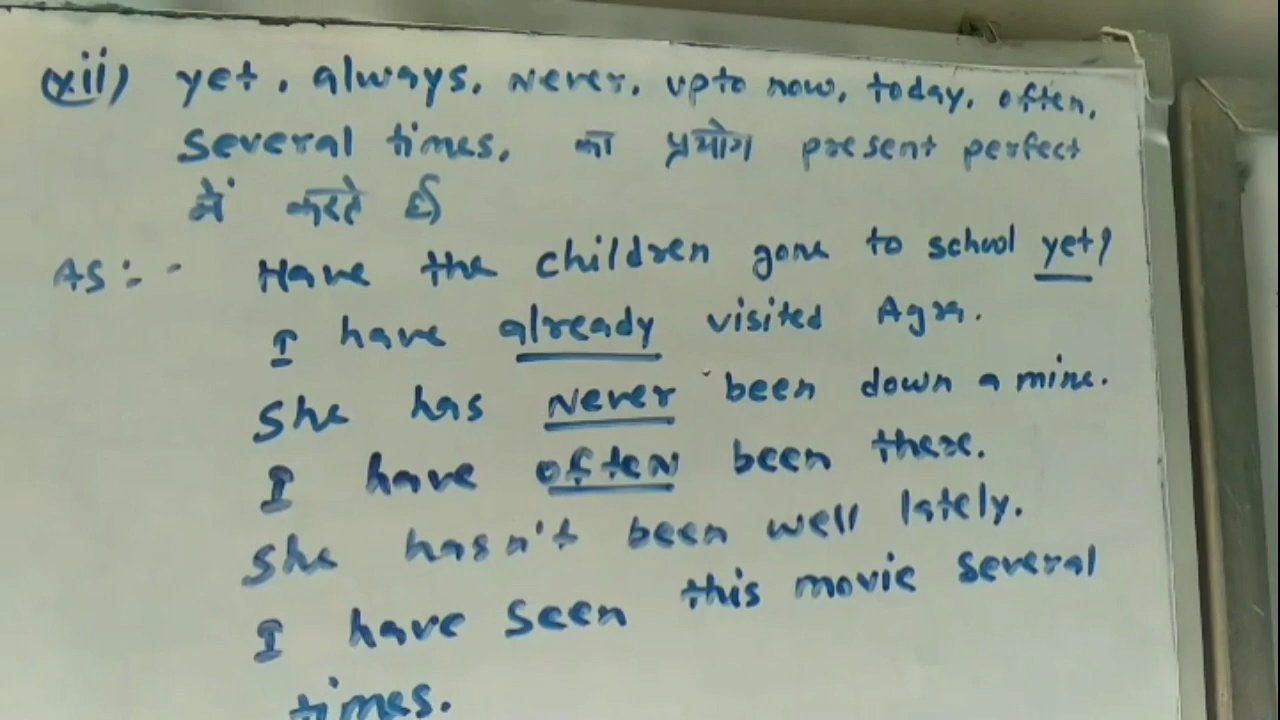 (xii) yet, always, Never, upto now, today, often,
several times, का प्रयोग present perfect
में करते हैं
AS:- Have the children gone to school yet?
I have already visited Agra.
She has Never been down a mine.
I have often been there.
She hasn't been well lately.
I have seen this movie several
times.